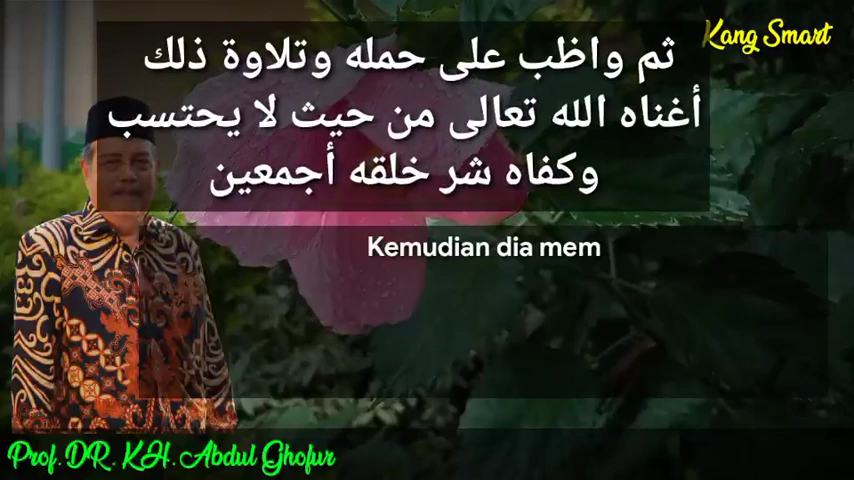 Kang Smart
ثم واظب على حمله وتلاوة ذلك
أغناه الله تعالى من حيث لا يحتسب
وكفاه شر خلقه أجمعين
Kemudian dia mem
Prof. DR. KH. Abdul Ghofur